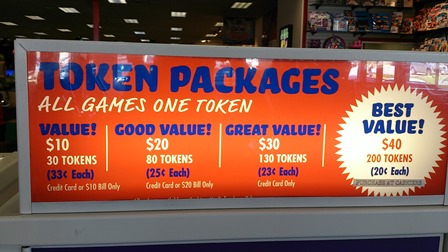 TOKEN PACKAGES
ALL GAMES ONE TOKEN
VALUE!
$10
30 TOKENS
(33¢ Each)
Credit Card or $10 Bill Only
GOOD VALUE!
$20
80 TOKENS
(25¢ Each)
Credit Card or $20 Bill Only
GREAT VALUE!
$30
130 TOKENS
(23¢ Each)
Credit Card Only
BEST
VALUE!
$40
200 TOKENS
(20¢ Each)